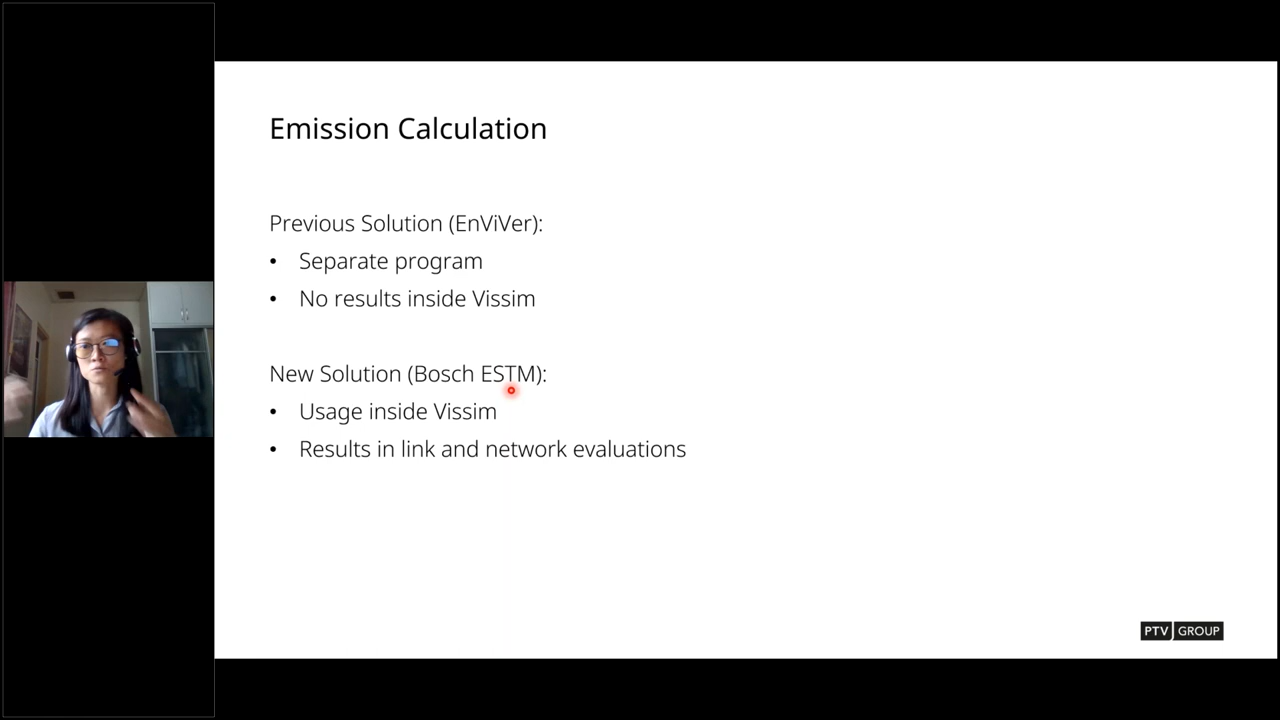 Emission Calculation
Previous Solution (EnViVer):
• Separate program
• No results inside Vissim
New Solution (Bosch ESTM):
• Usage inside Vissim
• Results in link and network evaluations
PTV GROUP